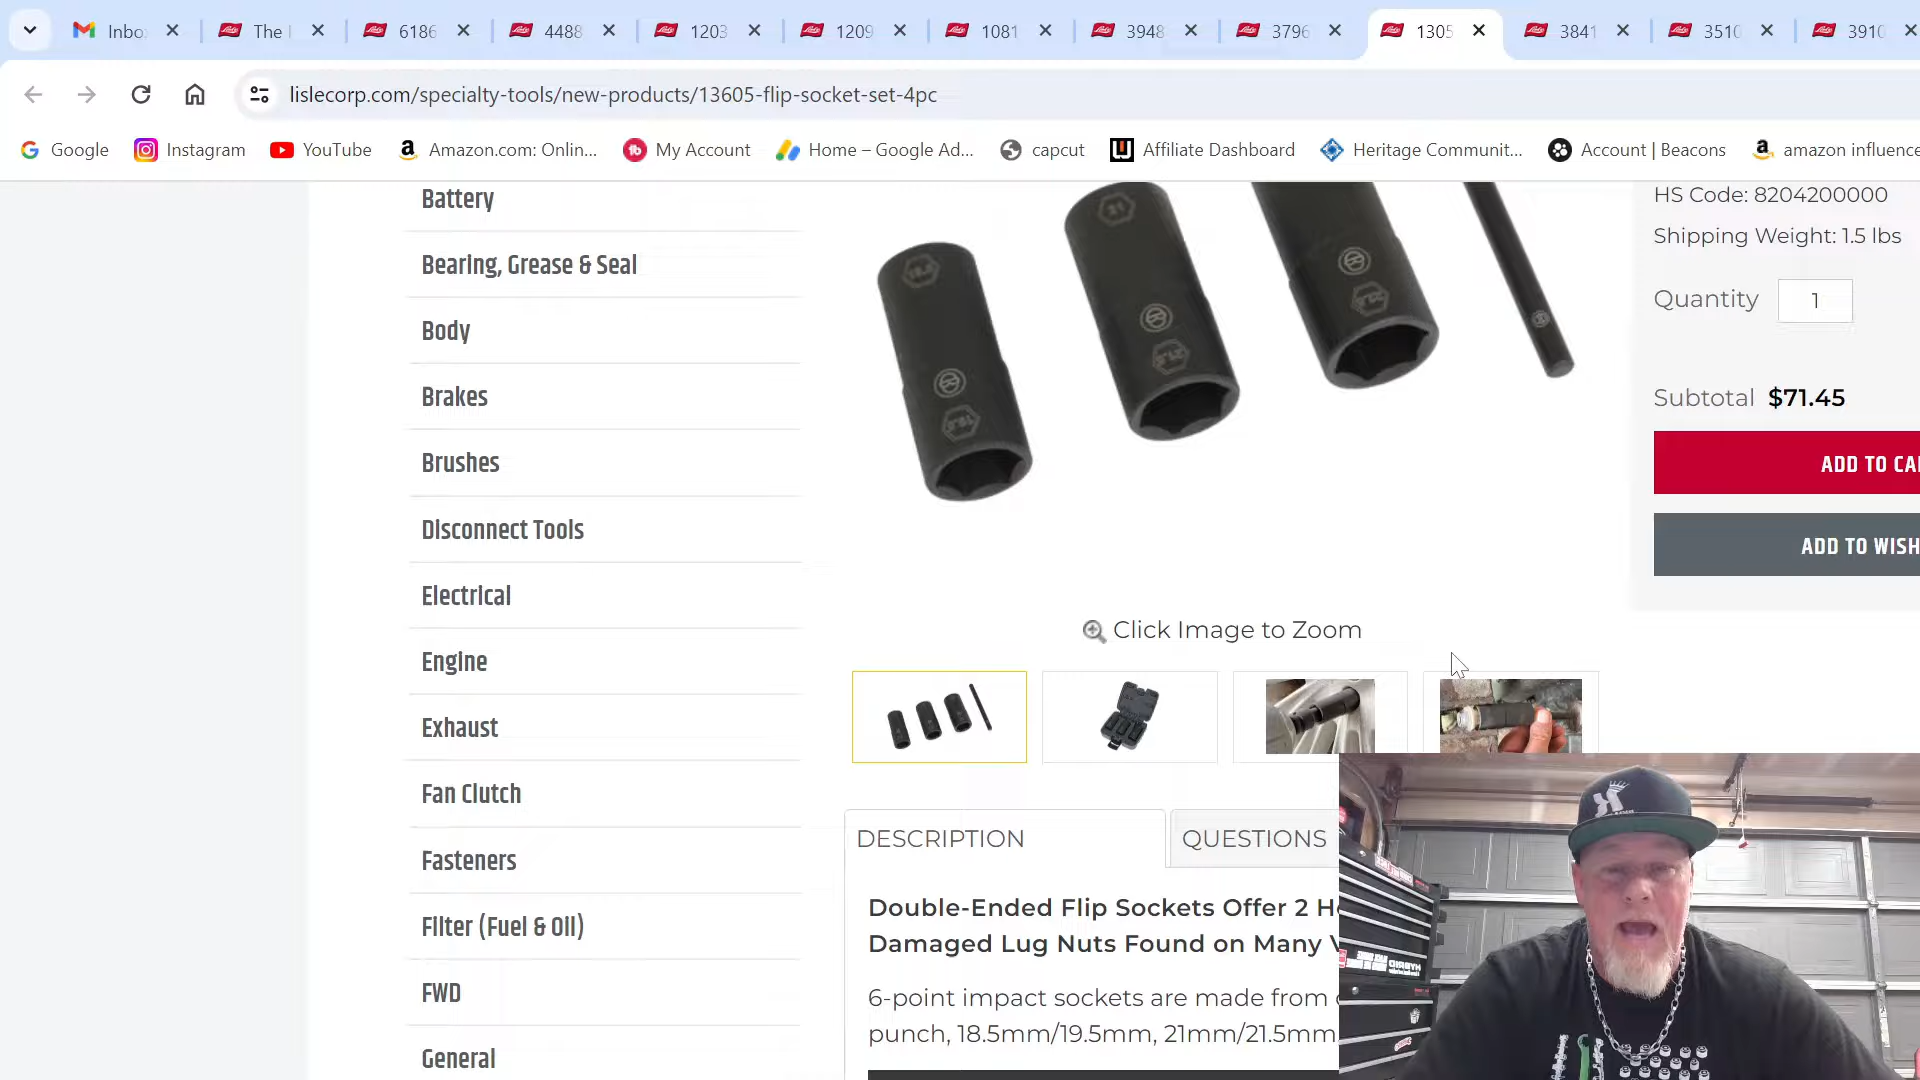 Inbo
The
6186
4488
1203
1209
1081
3948
3796
1305
3841
3510
3910
lislecorp.com/specialty-tools/new-products/13605-flip-socket-set-4pc
Google
Instagram
YouTube
Amazon.com: Onlin...
My Account
Home – Google Ad...
capcut
Affiliate Dashboard
Heritage Communit...
Account | Beacons
amazon influence
Battery
Bearing, Grease & Seal
Body
Brakes
Brushes
Disconnect Tools
Electrical
Engine
Exhaust
Fan Clutch
Fasteners
Filter (Fuel & Oil)
FWD
General
21
Click Image to Zoom
HS Code: 8204200000
Shipping Weight: 1.5 lbs
Quantity 1
Subtotal $71.45
ADD TO CA
ADD TO WISH
DESCRIPTION
QUESTIONS
Double-Ended Flip Sockets Offer 2 H
Damaged Lug Nuts Found on Many V
6-point impact sockets are made from
punch, 18.5mm/19.5mm, 21mm/21.5mm